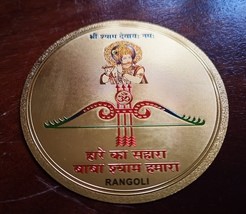 श्री श्याम देवाय: नम:
हारे का सहारा
बाबा श्याम हमारा
RANGOLI